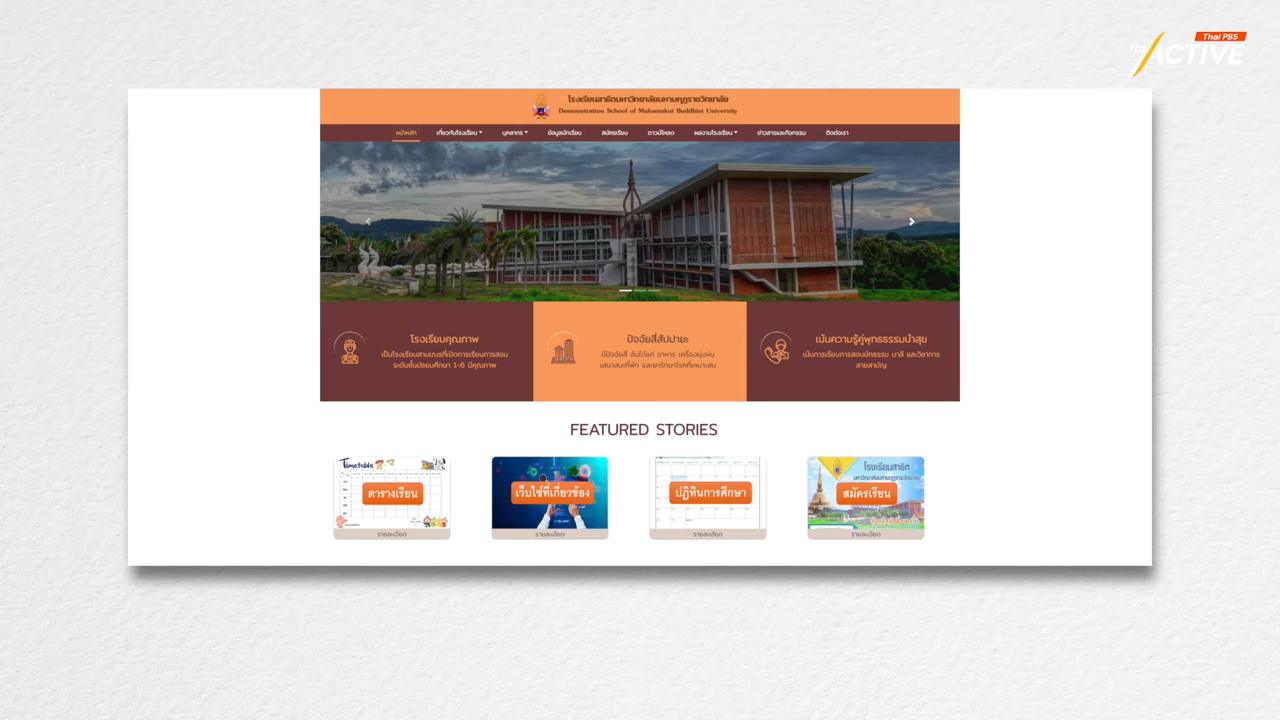 Thai PBS
The ACTIVE
โรงเรียนสาธิตมหาวิทยาลัยมหามกุฏราชวิทยาลัย
Demonstration School of Mahamakut Buddhist University
หน้าหลัก เกี่ยวกับโรงเรียน บุคลากร ข้อมูลนักเรียน สมัครเรียน ดาวน์โหลด ผลงานโรงเรียน ข่าวสารและกิจกรรม ติดต่อเรา
โรงเรียนคุณภาพ
เป็นโรงเรียนสามเณรที่เปิดการเรียนการสอน
ระดับชั้นมัธยมศึกษา 1-6 มีคุณภาพ
ปัจจัยสี่สัปปายะ
มีปัจจัยสี่ อันได้แก่ อาหาร เครื่องนุ่งห่ม
เสนาสนะที่พัก และยารักษาโรคที่เหมาะสม
เน้นความรู้คู่พุทธธรรมนำสุข
เน้นการเรียนการสอนนักธรรม บาลี และวิชาการ
สายสามัญ
FEATURED STORIES
Timetable
ตารางเรียน
รายละเอียด
เว็บไซ้ที่เกี่ยวข้อง
รายละเอียด
ปฏิทินการศึกษา
รายละเอียด
โรงเรียนสาธิต
มหาวิทยาลัยมหามกุฏราชวิทยาลัย
สมัครเรียน
รายละเอียด